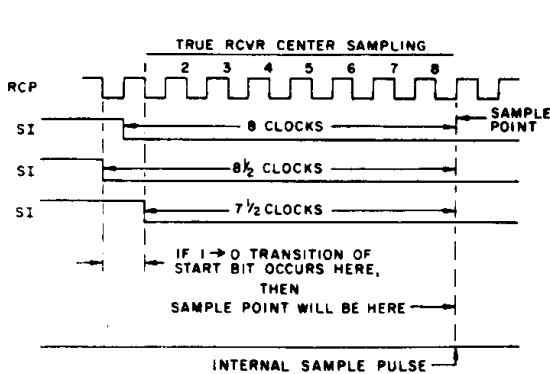 TRUE RCVR CENTER SAMPLING
2 3 4 5 6 7 8
RCP
SAMPLE
POINT
SI
8 CLOCKS
SI
8½ CLOCKS
SI
7½ CLOCKS
IF 1→0 TRANSITION OF
START BIT OCCURS HERE,
THEN
SAMPLE POINT WILL BE HERE
INTERNAL SAMPLE PULSE